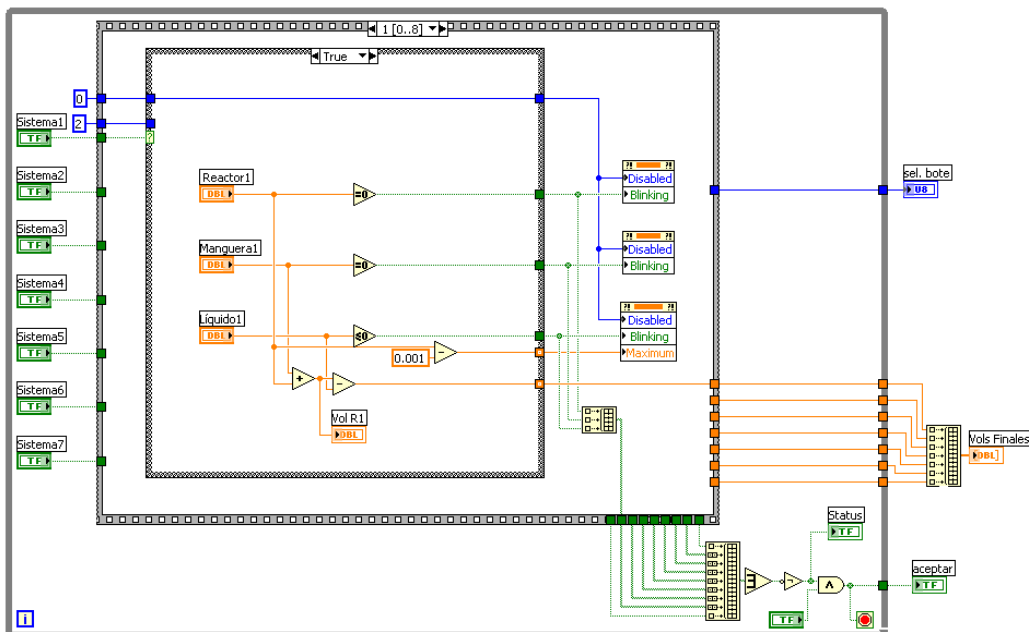 1 [0..8]
True
0
2
Sistema1
TF
Sistema2
TF
Sistema3
TF
Sistema4
TF
Sistema5
TF
Sistema6
TF
Sistema7
TF
?
Reactor1
DBL
=0
Manguera1
DBL
=0
Líquido1
DBL
≤0
0.001
-
+
-
Vol R1
DBL
?! ?!
Disabled
Blinking
?! ?!
Disabled
Blinking
?! ?!
Disabled
Blinking
Maximum
sel. bote
U8
Vols Finales
DBL]
Status
TF
aceptar
TF
TF
i